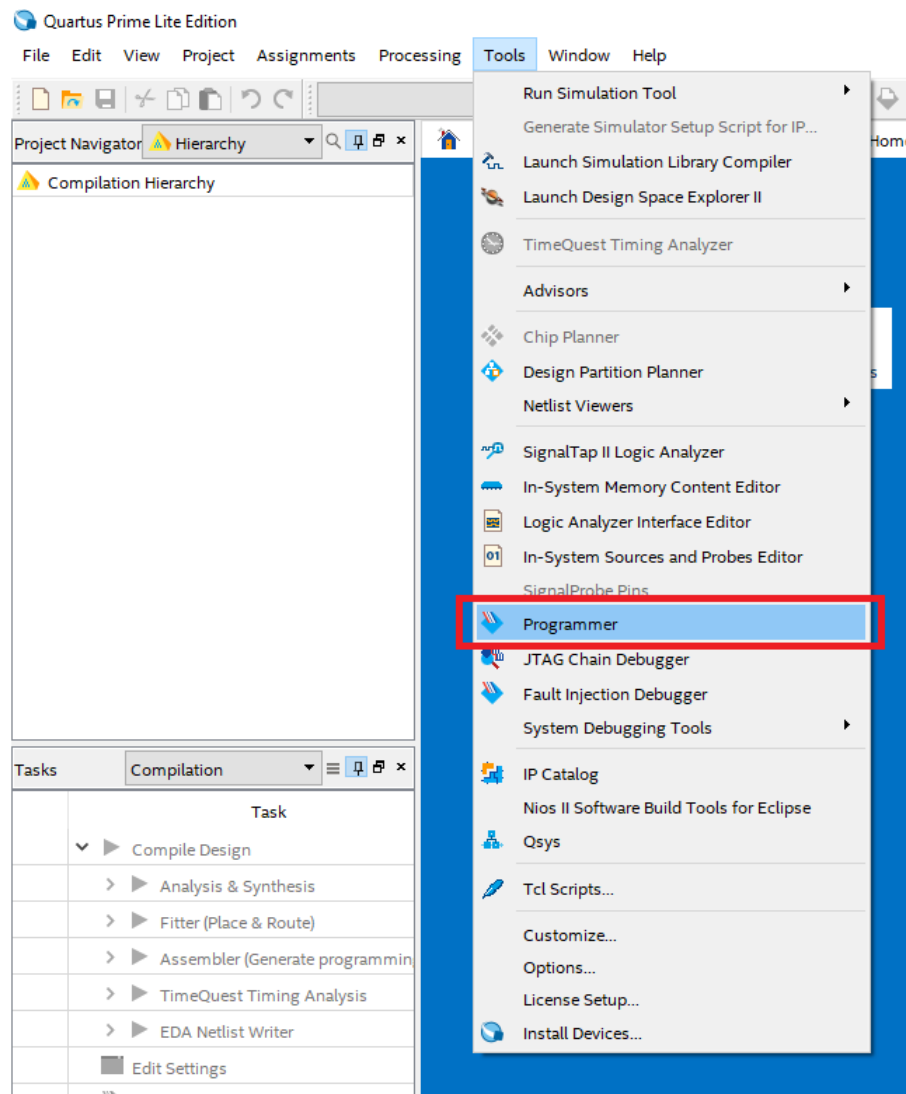 Quartus Prime Lite Edition
File Edit View Project Assignments Processing Tools Window Help
Project Navigator Hierarchy
Compilation Hierarchy
Run Simulation Tool
Generate Simulator Setup Script for IP...
Launch Simulation Library Compiler
Launch Design Space Explorer II
TimeQuest Timing Analyzer
Advisors
Chip Planner
Design Partition Planner
Netlist Viewers
SignalTap II Logic Analyzer
In-System Memory Content Editor
Logic Analyzer Interface Editor
In-System Sources and Probes Editor
SignalProbe Pins
Programmer
JTAG Chain Debugger
Fault Injection Debugger
System Debugging Tools
IP Catalog
Nios II Software Build Tools for Eclipse
Qsys
Tcl Scripts...
Customize...
Options...
License Setup...
Install Devices...
Tasks Compilation
Task
Compile Design
Analysis & Synthesis
Fitter (Place & Route)
Assembler (Generate programmin
TimeQuest Timing Analysis
EDA Netlist Writer
Edit Settings